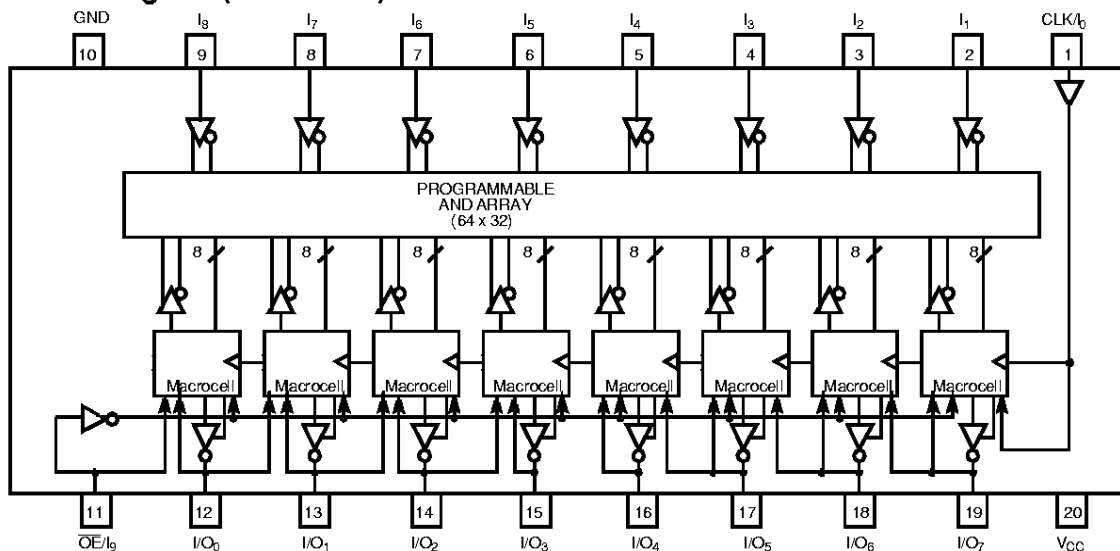 GND I₈ I₇ I₆ I₅ I₄ I₃ I₂ I₁ CLK/I₀
10 9 8 7 6 5 4 3 2 1
PROGRAMMABLE
AND ARRAY
(64 x 32)
8 8 8 8 8 8 8 8
Macrocell Macrocell Macrocell Macrocell Macrocell Macrocell Macrocell Macrocell
11 12 13 14 15 16 17 18 19 20
O̅E̅/I₉ I/O₀ I/O₁ I/O₂ I/O₃ I/O₄ I/O₅ I/O₆ I/O₇ VCC